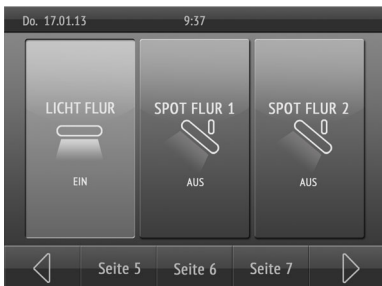 Do. 17.01.13 9:37
LICHT FLUR SPOT FLUR 1 SPOT FLUR 2
EIN AUS AUS
Seite 5 Seite 6 Seite 7